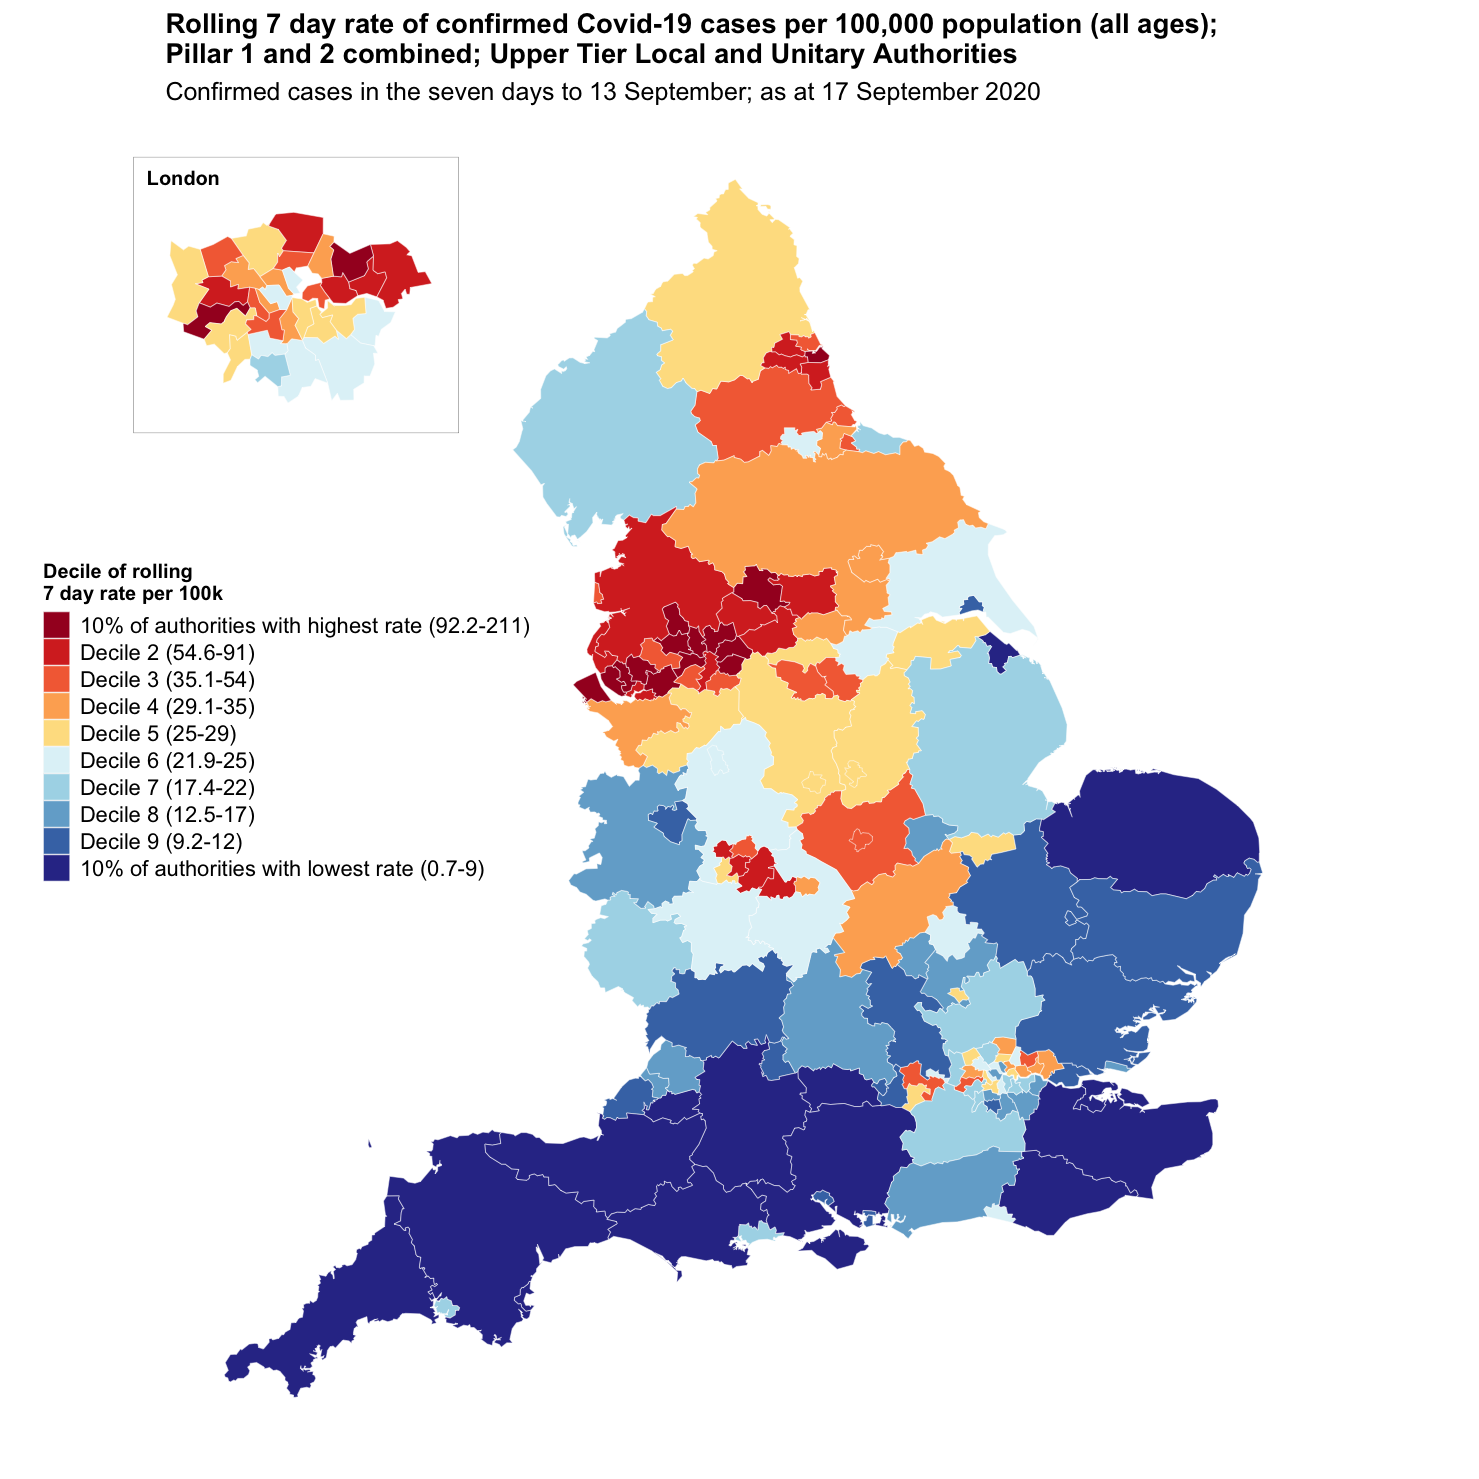 Rolling 7 day rate of confirmed Covid-19 cases per 100,000 population (all ages);
Pillar 1 and 2 combined; Upper Tier Local and Unitary Authorities
Confirmed cases in the seven days to 13 September; as at 17 September 2020
London
Decile of rolling
7 day rate per 100k
10% of authorities with highest rate (92.2-211)
Decile 2 (54.6-91)
Decile 3 (35.1-54)
Decile 4 (29.1-35)
Decile 5 (25-29)
Decile 6 (21.9-25)
Decile 7 (17.4-22)
Decile 8 (12.5-17)
Decile 9 (9.2-12)
10% of authorities with lowest rate (0.7-9)